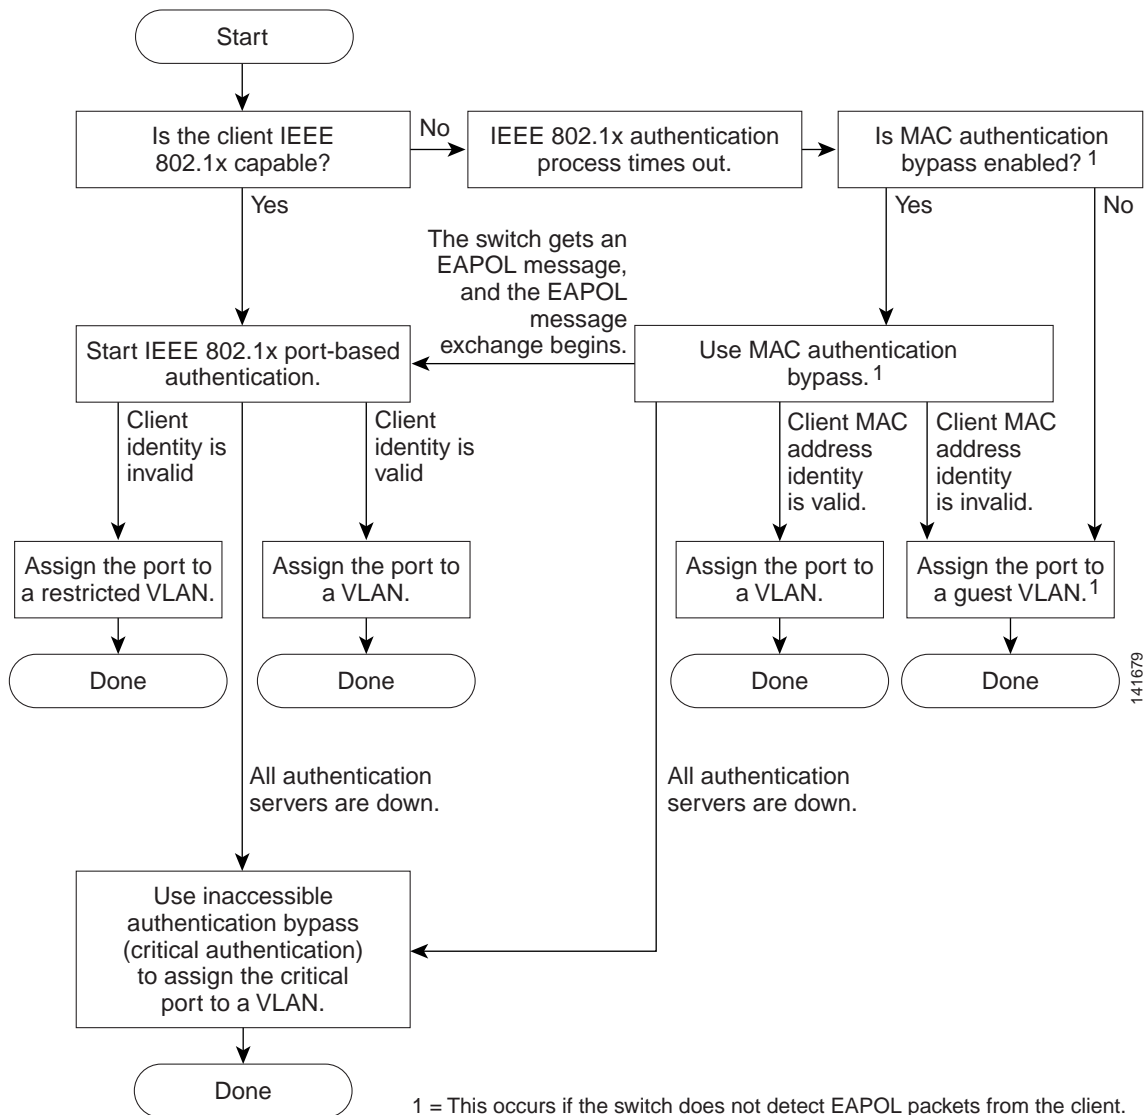 Start
Is the client IEEE
802.1x capable?
No
IEEE 802.1x authentication
process times out.
Is MAC authentication
bypass enabled? 1
Yes
Yes
No
The switch gets an
EAPOL message,
and the EAPOL
message
exchange begins.
Start IEEE 802.1x port-based
authentication.
Use MAC authentication
bypass. 1
Client
identity is
invalid
Client
identity is
valid
Client MAC
address
identity
is valid.
Client MAC
address
identity
is invalid.
Assign the port to
a restricted VLAN.
Assign the port to
a VLAN.
Assign the port to
a VLAN.
Assign the port to
a guest VLAN. 1
Done
Done
Done
Done
141679
All authentication
servers are down.
All authentication
servers are down.
Use inaccessible
authentication bypass
(critical authentication)
to assign the critical
port to a VLAN.
Done
1 = This occurs if the switch does not detect EAPOL packets from the client.